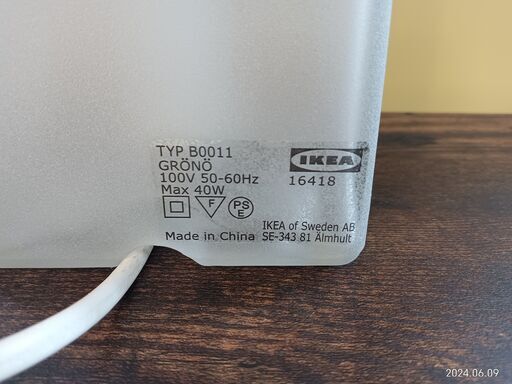 TYP B0011
GRÖNÖ
100V 50-60Hz
Max 40W
F
PS
E
Made in China
IKEA
16418
IKEA of Sweden AB
SE-343 81 Älmhult
2024.06.09